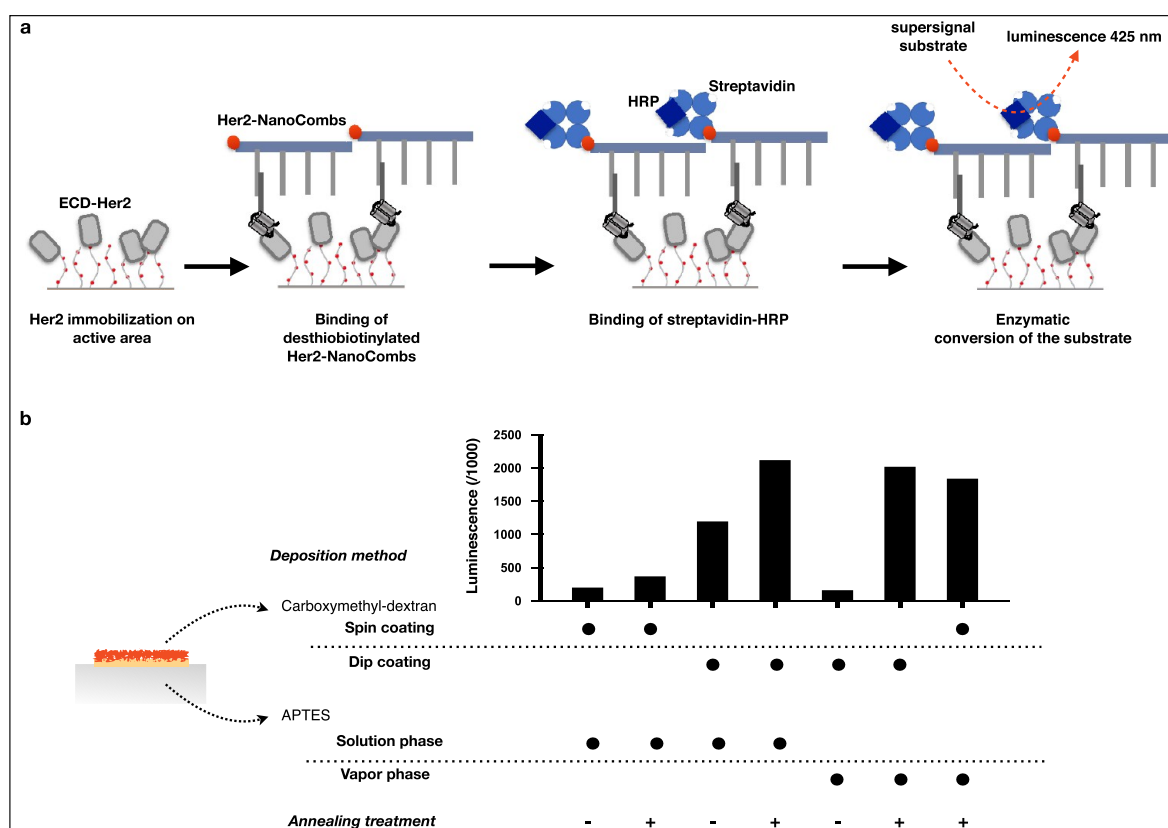 a
supersignal
substrate
luminescence 425 nm
Streptavidin
HRP
Her2-NanoCombs
ECD-Her2
Her2 immobilization on
active area
Binding of
desthiobiotinylated
Her2-NanoCombs
Binding of streptavidin-HRP
Enzymatic
conversion of the substrate
b
Luminescence (/1000)
2500
2000
1500
1000
500
0
Deposition method
Carboxymethyl-dextran
Spin coating
Dip coating
APTES
Solution phase
Vapor phase
Annealing treatment - + - + - + +